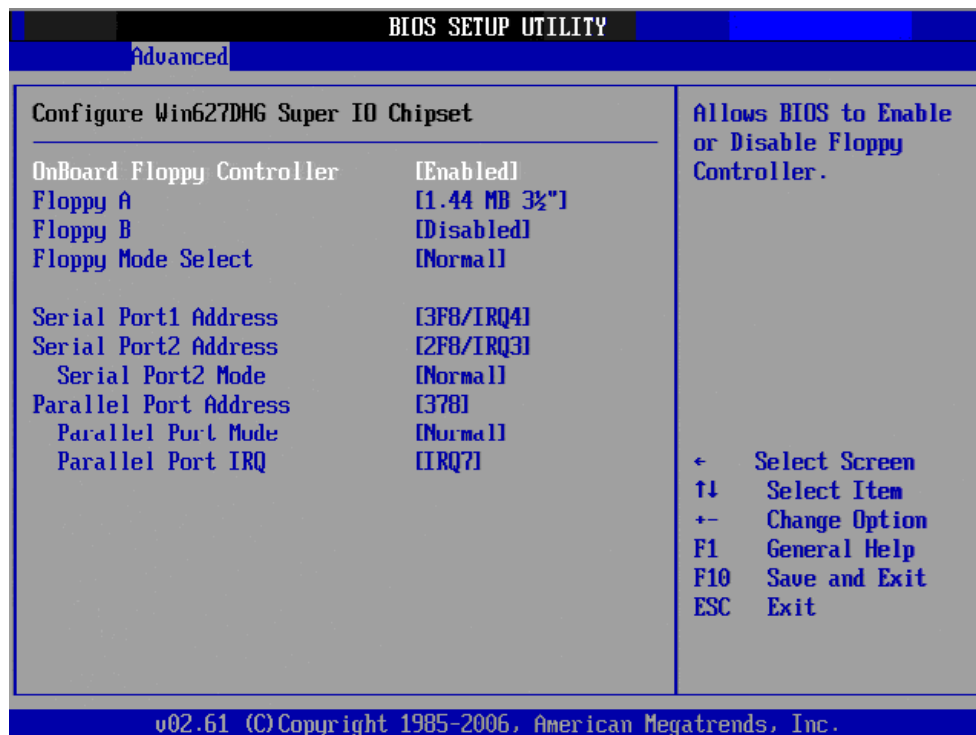 BIOS SETUP UTILITY
Advanced
Configure Win627DHG Super IO Chipset
OnBoard Floppy Controller [Enabled]
Floppy A [1.44 MB 3½"]
Floppy B [Disabled]
Floppy Mode Select [Normal]
Serial Port1 Address [3F8/IRQ4]
Serial Port2 Address [2F8/IRQ3]
Serial Port2 Mode [Normal]
Parallel Port Address [378]
Parallel Port Mode [Normal]
Parallel Port IRQ [IRQ7]
Allows BIOS to Enable
or Disable Floppy
Controller.
← Select Screen
↑↓ Select Item
+- Change Option
F1 General Help
F10 Save and Exit
ESC Exit
v02.61 (C)Copyright 1985-2006, American Megatrends, Inc.